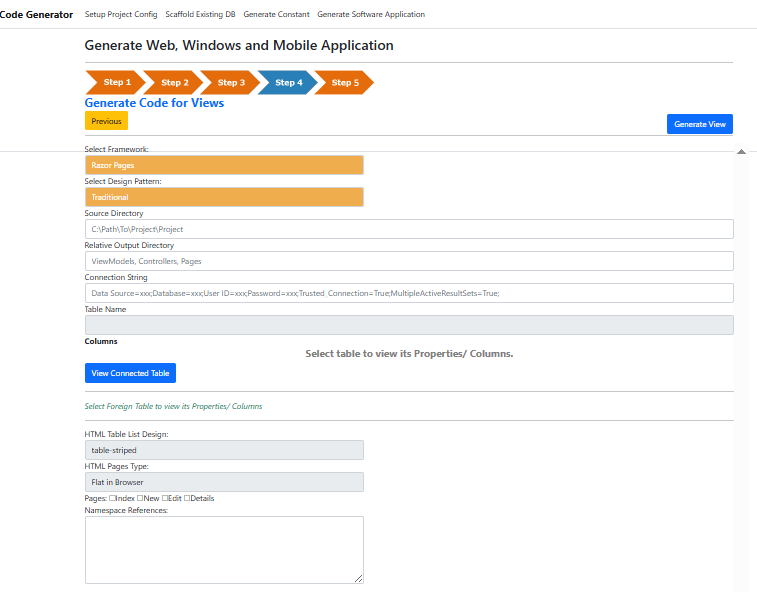 Code Generator Setup Project Config Scaffold Existing DB Generate Constant Generate Software Application
Generate Web, Windows and Mobile Application
Step 1 Step 2 Step 3 Step 4 Step 5
Generate Code for Views
Previous
Generate View
Select Framework:
Razor Pages
Select Design Pattern:
Traditional
Source Directory
C:\Path\To\Project\Project
Relative Output Directory
ViewModels, Controllers, Pages
Connection String
Data Source=xxx;Database=xxx;User ID=xxx;Password=xxx;Trusted_Connection=True;MultipleActiveResultSets=True;
Table Name
Columns
Select table to view its Properties/ Columns.
View Connected Table
Select Foreign Table to view its Properties/ Columns
HTML Table List Design:
table-striped
HTML Pages Type:
Flat in Browser
Pages: Index New Edit Details
Namespace References: